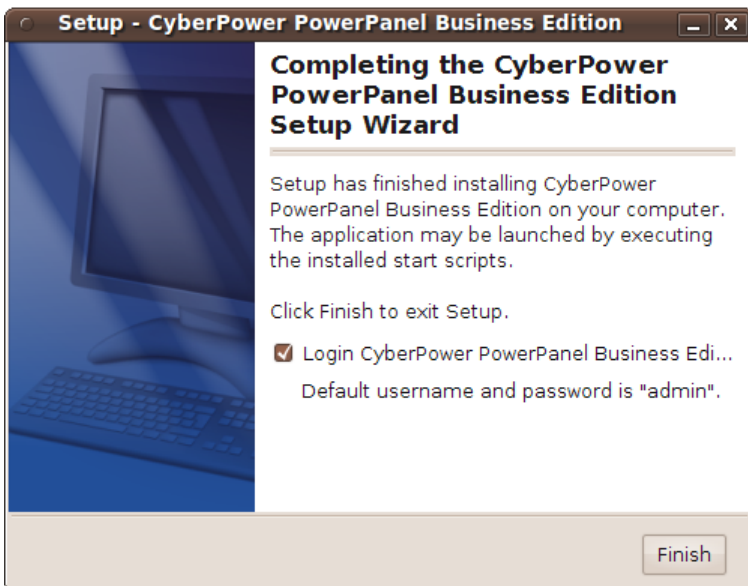 Setup - CyberPower PowerPanel Business Edition
Completing the CyberPower
PowerPanel Business Edition
Setup Wizard
Setup has finished installing CyberPower
PowerPanel Business Edition on your computer.
The application may be launched by executing
the installed start scripts.
Click Finish to exit Setup.
Login CyberPower PowerPanel Business Edi...
Default username and password is "admin".
Finish